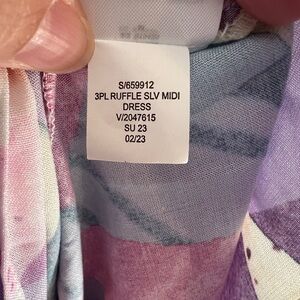 S/659912
3PL RUFFLE SLV MIDI
DRESS
V/2047615
SU 23
02/23